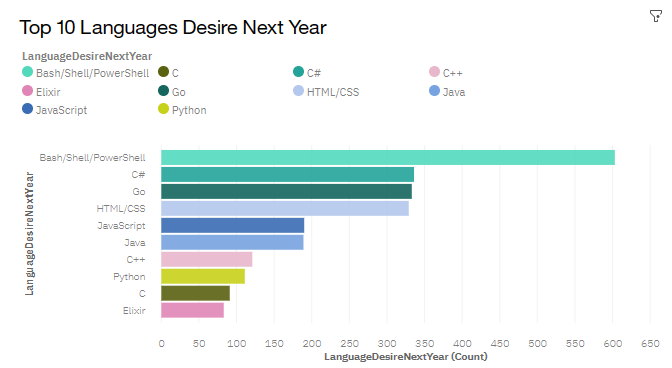 Top 10 Languages Desire Next Year
LanguageDesireNextYear
Bash/Shell/PowerShell C C# C++
Elixir Go HTML/CSS Java
JavaScript Python
LanguageDesireNextYear
Bash/Shell/PowerShell
C#
Go
HTML/CSS
JavaScript
Java
C++
Python
C
Elixir
0 50 100 150 200 250 300 350 400 450 500 550 600 650
LanguageDesireNextYear (Count)